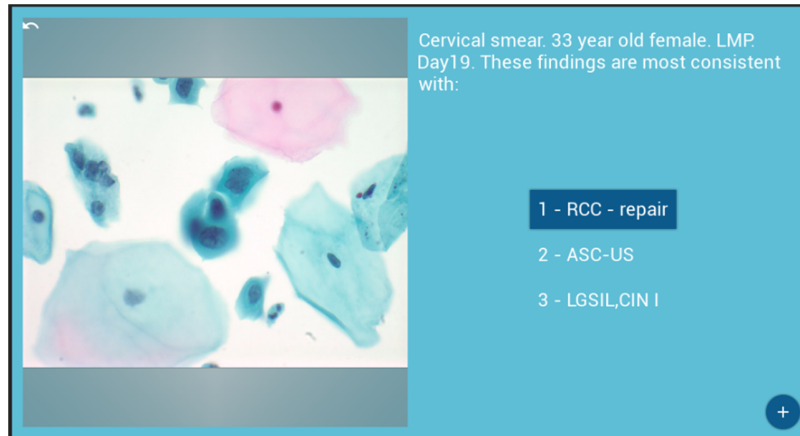 Cervical smear. 33 year old female. LMP.
Day19. These findings are most consistent
with:
1 - RCC - repair
2 - ASC-US
3 - LGSIL,CIN I
+